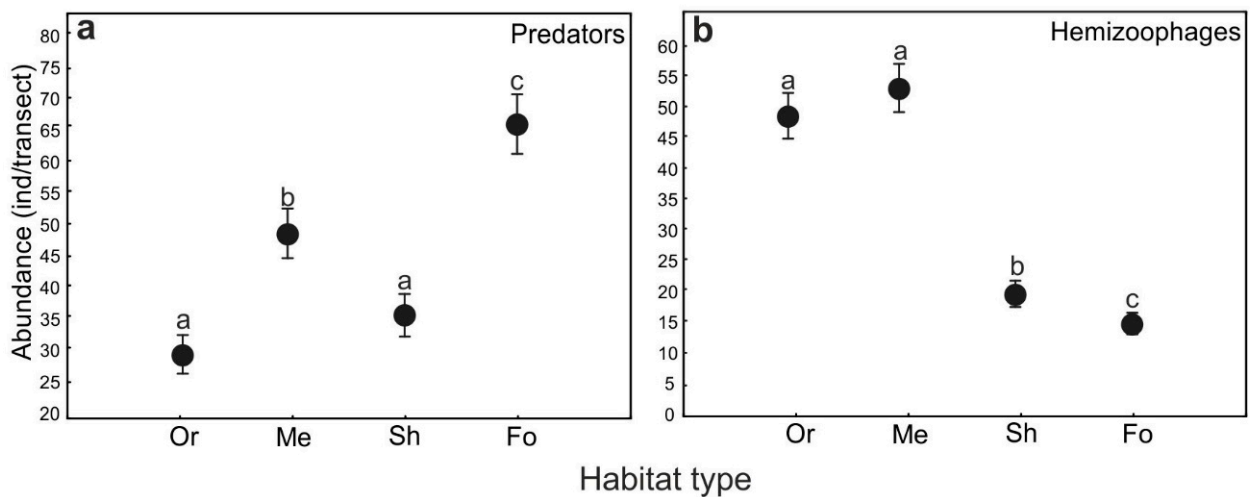 a
Predators
Abundance (ind/transect)
80
75
70
65
60
55
50
45
40
35
30
25
20
a
b
a
c
Or
Me
Sh
Fo
b
Hemizoophages
60
55
50
45
40
35
30
25
20
15
10
5
0
a
a
b
c
Or
Me
Sh
Fo
Habitat type